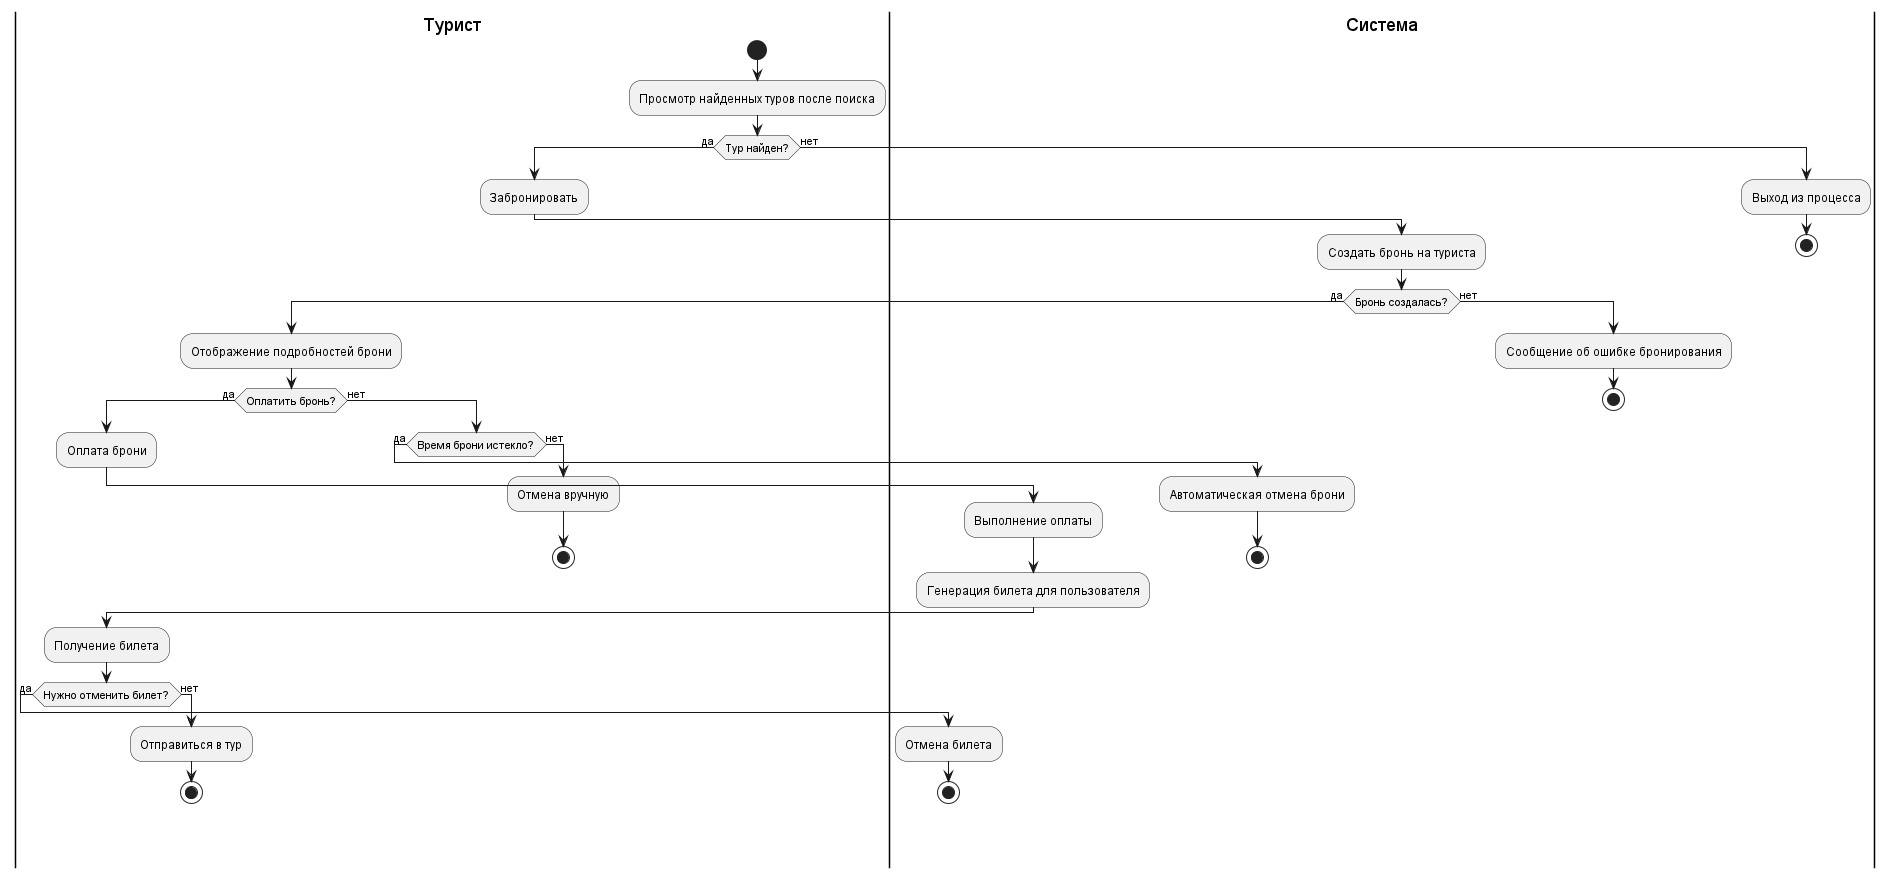 Турист
Система
Просмотр найденных туров после поиска
да
Тур найден?
нет
Забронировать
Выход из процесса
Создать бронь на туриста
да
Бронь создалась?
нет
Отображение подробностей брони
Сообщение об ошибке бронирования
да
Оплатить бронь?
нет
Оплата брони
да
Время брони истекло?
нет
Отмена вручную
Автоматическая отмена брони
Выполнение оплаты
Генерация билета для пользователя
Получение билета
да
Нужно отменить билет?
нет
Отправиться в тур
Отмена билета